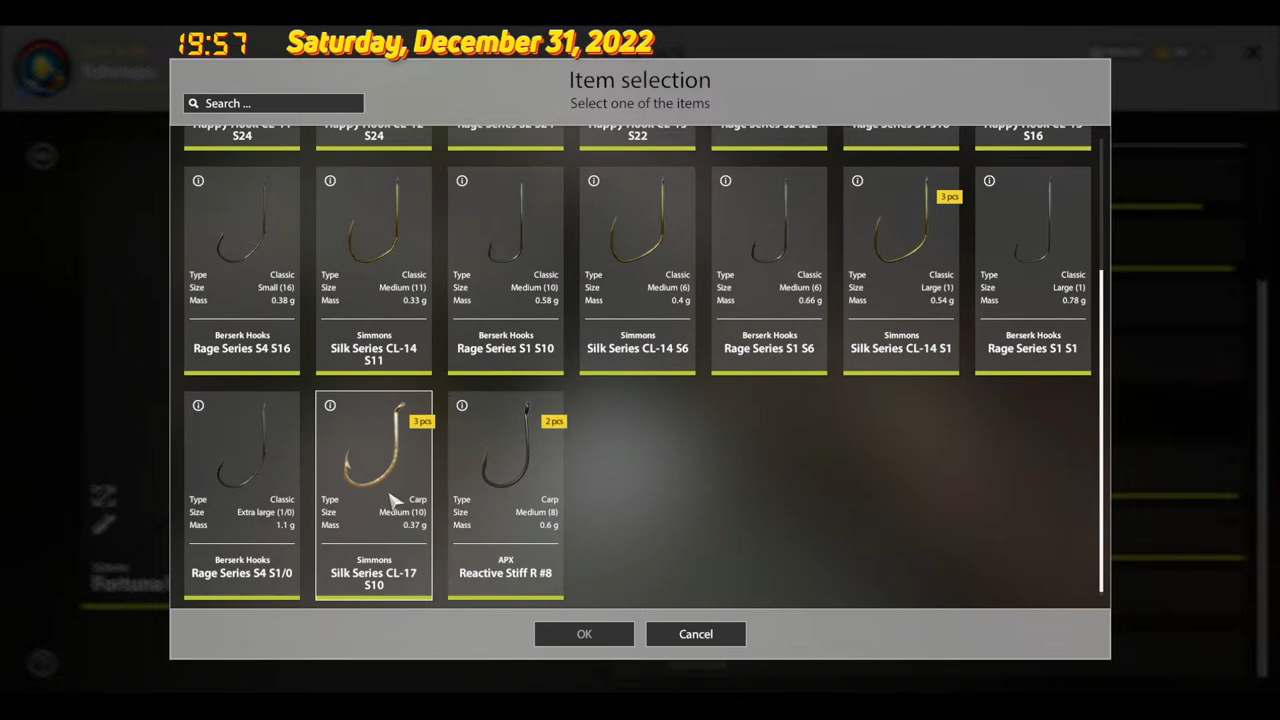 19:57 Saturday, December 31, 2022
Item selection
Search ...
Select one of the items
S24 S24 S22 S16
3 pcs
Type Classic Type Classic Type Classic Type Classic Type Classic Type Classic Type Classic
Size Small (16) Size Medium (11) Size Medium (10) Size Medium (6) Size Medium (6) Size Large (1) Size Large (1)
Mass 0.38 g Mass 0.33 g Mass 0.58 g Mass 0.4 g Mass 0.66 g Mass 0.54 g Mass 0.78 g
Berserk Hooks Simmons Berserk Hooks Simmons Berserk Hooks Simmons Berserk Hooks
Rage Series S4 S16 Silk Series CL-14 Rage Series S1 S10 Silk Series CL-14 S6 Rage Series S1 S6 Silk Series CL-14 S1 Rage Series S1 S1
S11
3 pcs 2 pcs
Type Classic Type Carp Type Carp
Size Extra large (1/0) Size Medium (10) Size Medium (8)
Mass 1.1 g Mass 0.37 g Mass 0.6 g
Berserk Hooks Simmons APX
Rage Series S4 S1/0 Silk Series CL-17 Reactive Stiff R #8
S10
OK Cancel